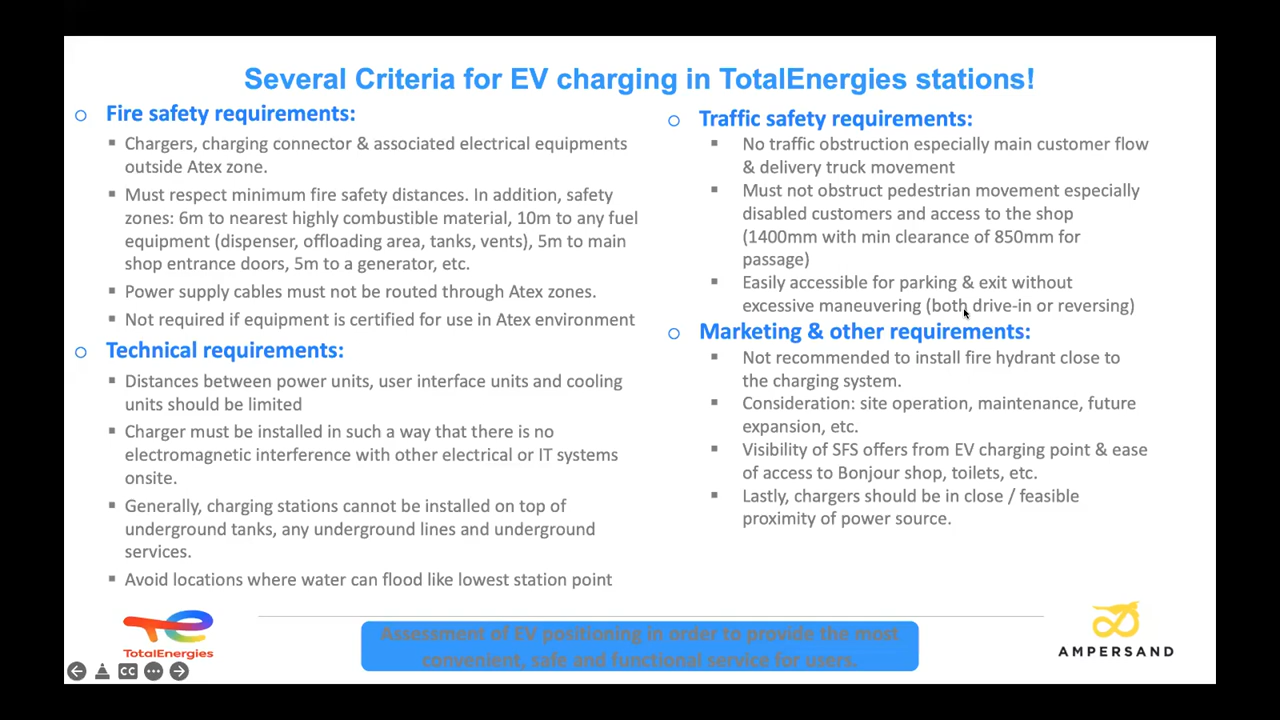 Several Criteria for EV charging in TotalEnergies stations!
Fire safety requirements:
Chargers, charging connector & associated electrical equipments
outside Atex zone.
Must respect minimum fire safety distances. In addition, safety
zones: 6m to nearest highly combustible material, 10m to any fuel
equipment (dispenser, offloading area, tanks, vents), 5m to main
shop entrance doors, 5m to a generator, etc.
Power supply cables must not be routed through Atex zones.
Not required if equipment is certified for use in Atex environment
Technical requirements:
Distances between power units, user interface units and cooling
units should be limited
Charger must be installed in such a way that there is no
electromagnetic interference with other electrical or IT systems
onsite.
Generally, charging stations cannot be installed on top of
underground tanks, any underground lines and underground
services.
Avoid locations where water can flood like lowest station point
Traffic safety requirements:
No traffic obstruction especially main customer flow
& delivery truck movement
Must not obstruct pedestrian movement especially
disabled customers and access to the shop
(1400mm with min clearance of 850mm for
passage)
Easily accessible for parking & exit without
excessive maneuvering (both drive-in or reversing)
Marketing & other requirements:
Not recommended to install fire hydrant close to
the charging system.
Consideration: site operation, maintenance, future
expansion, etc.
Visibility of SFS offers from EV charging point & ease
of access to Bonjour shop, toilets, etc.
Lastly, chargers should be in close / feasible
proximity of power source.
Assessment of EV positioning in order to provide the most
convenient, safe and functional service for users.
TotalEnergies
AMPERSAND
CC